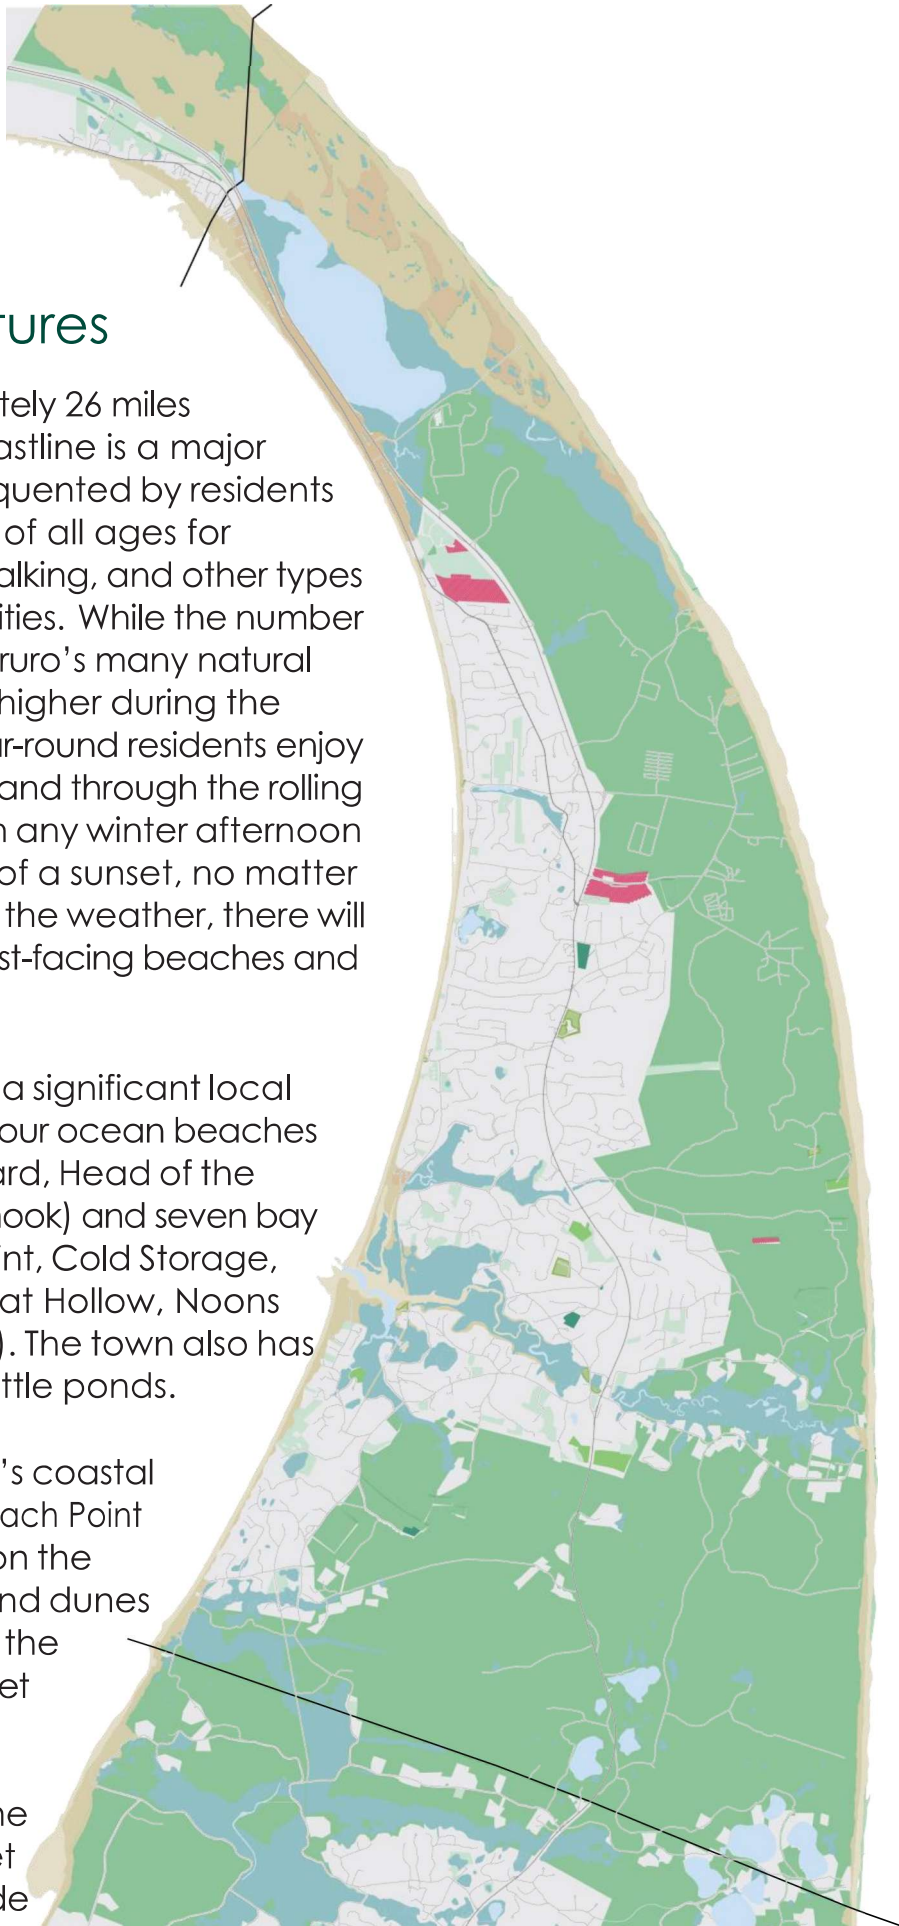 tures
tely 26 miles
astline is a major
quented by residents
of all ages for
alking, and other types
ities. While the number
ruro's many natural
higher during the
ar-round residents enjoy
and through the rolling
n any winter afternoon
of a sunset, no matter
the weather, there will
st-facing beaches and
a significant local
our ocean beaches
ard, Head of the
nook) and seven bay
int, Cold Storage,
at Hollow, Noons
). The town also has
ttle ponds.
's coastal
ach Point
on the
nd dunes
the
et
ne
et
de